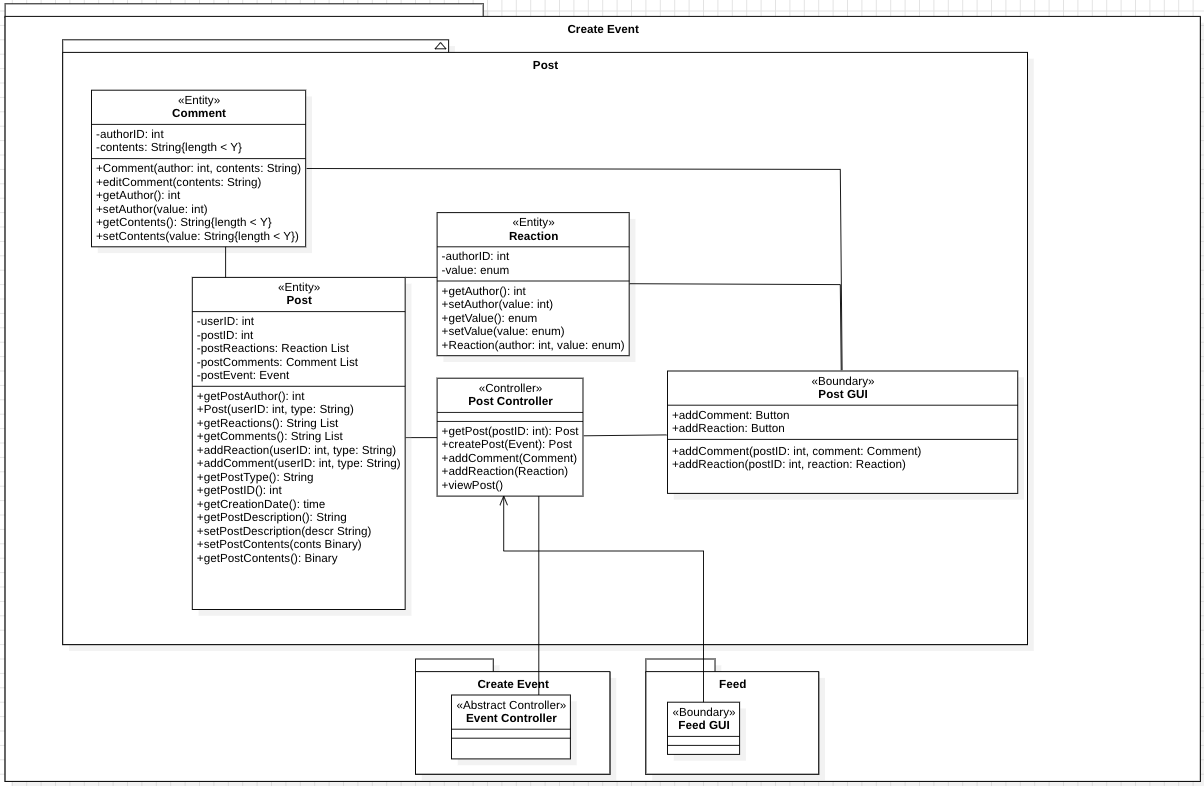 Create Event
Post
«Entity»
Comment
-authorID: int
-contents: String{length < Y}
+Comment(author: int, contents: String)
+editComment(contents: String)
+getAuthor(): int
+setAuthor(value: int)
+getContents(): String{length < Y}
+setContents(value: String{length < Y})
«Entity»
Reaction
-authorID: int
-value: enum
+getAuthor(): int
+setAuthor(value: int)
+getValue(): enum
+setValue(value: enum)
+Reaction(author: int, value: enum)
«Entity»
Post
-userID: int
-postID: int
-postReactions: Reaction List
-postComments: Comment List
-postEvent: Event
+getPostAuthor(): int
+Post(userID: int, type: String)
+getReactions(): String List
+getComments(): String List
+addReaction(userID: int, type: String)
+addComment(userID: int, type: String)
+getPostType(): String
+getPostID(): int
+getCreationDate(): time
+getPostDescription(): String
+setPostDescription(descr String)
+setPostContents(conts Binary)
+getPostContents(): Binary
«Controller»
Post Controller
+getPost(postID: int): Post
+createPost(Event): Post
+addComment(Comment)
+addReaction(Reaction)
+viewPost()
«Boundary»
Post GUI
+addComment: Button
+addReaction: Button
+addComment(postID: int, comment: Comment)
+addReaction(postID: int, reaction: Reaction)
Create Event
«Abstract Controller»
Event Controller
Feed
«Boundary»
Feed GUI